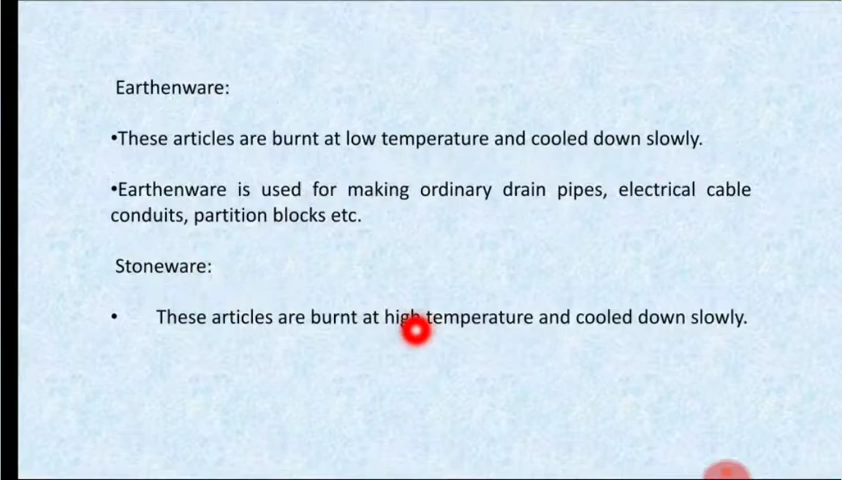 Earthenware:
•These articles are burnt at low temperature and cooled down slowly.
•Earthenware is used for making ordinary drain pipes, electrical cable
conduits, partition blocks etc.
Stoneware:
• These articles are burnt at high temperature and cooled down slowly.